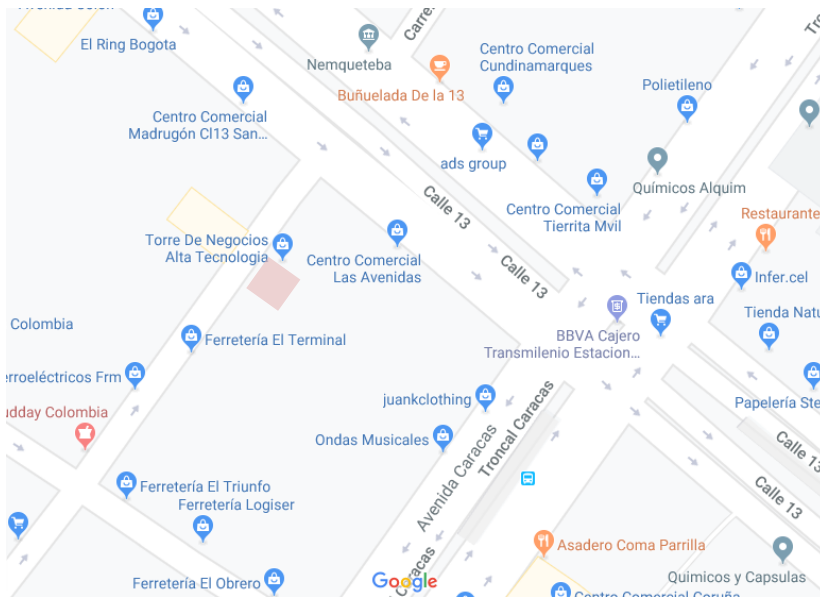 El Ring Bogota
Nemqueteba
Carre
Buñuelada De la 13
Centro Comercial
Cundinamarques
Polietileno
Centro Comercial
Madrugón Cl13 San...
ads group
Químicos Alquim
Calle 13
Centro Comercial
Tierrita Mvil
Restaurante
Torre De Negocios
Alta Tecnologia
Centro Comercial
Las Avenidas
Calle 13
Infer.cel
Tiendas ara
Tienda Natu
Colombia
Ferretería El Terminal
BBVA Cajero
Transmilenio Estacion...
erroeléctricos Frm
juankclothing
Papelería Ste
udday Colombia
Ondas Musicales
Avenida Caracas
Troncal Caracas
Calle 13
Ferretería El Triunfo
Ferretería Logiser
Calle 13
Asadero Coma Parrilla
Ferretería El Obrero
Google
Caracas
Quimicos y Capsulas
Centro Comercial Coruña